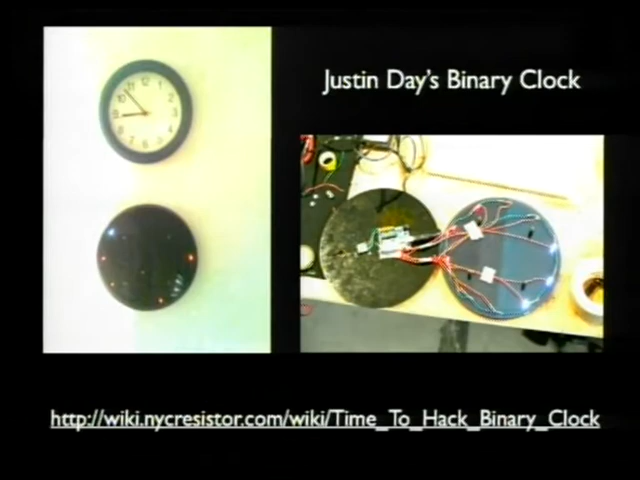 Justin Day's Binary Clock
http://wiki.nycresistor.com/wiki/Time_To_Hack_Binary_Clock